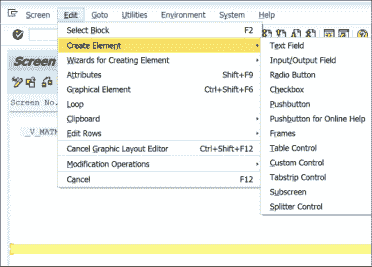 Screen Edit Goto Utilities Environment System Help
Select Block F2
Create Element
Text Field
Wizards for Creating Element
Input/Output Field
Attributes Shift+F9
Radio Button
Graphical Element Ctrl+Shift+F6
Checkbox
Loop
Pushbutton
Clipboard
Pushbutton for Online Help
Edit Rows
Frames
Cancel Graphic Layout Editor Ctrl+Shift+F12
Table Control
Modification Operations
Custom Control
Cancel F12
Tabstrip Control
Subscreen
Splitter Control
Screen
Screen No.
_V_MATN